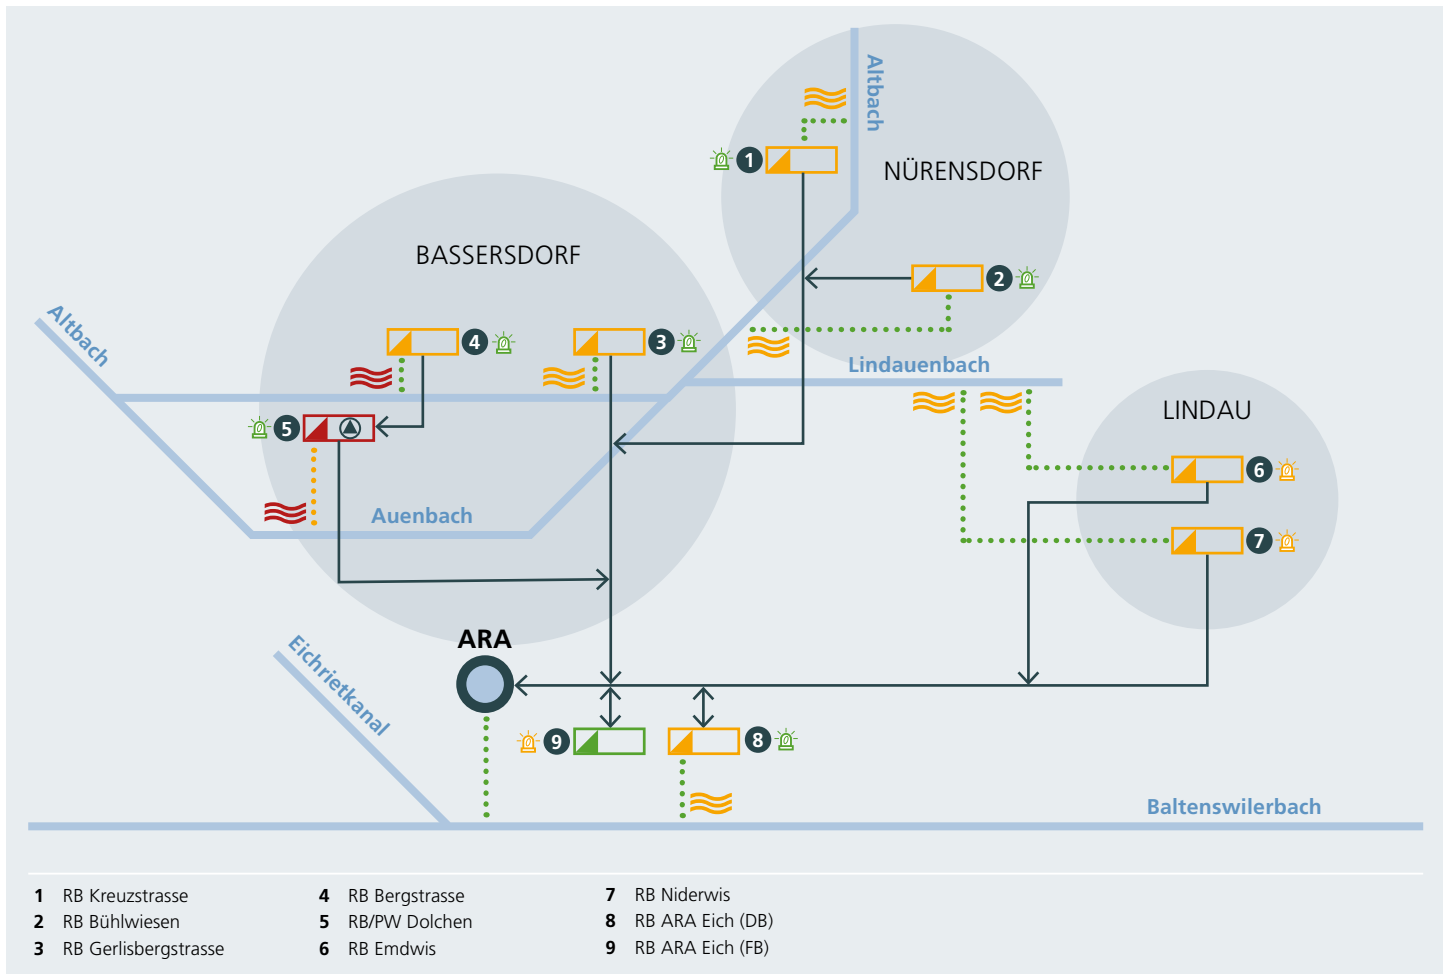 Altbach
1
NÜRENSDORF
BASSERSDORF
2
Altbach
4
3
Lindauenbach
LINDAU
5
6
Auenbach
7
ARA
Eichrietkanal
9
8
Baltenswilerbach
1 RB Kreuzstrasse
2 RB Bühlwiesen
3 RB Gerlisbergstrasse
4 RB Bergstrasse
5 RB/PW Dolchen
6 RB Emdwis
7 RB Niderwis
8 RB ARA Eich (DB)
9 RB ARA Eich (FB)